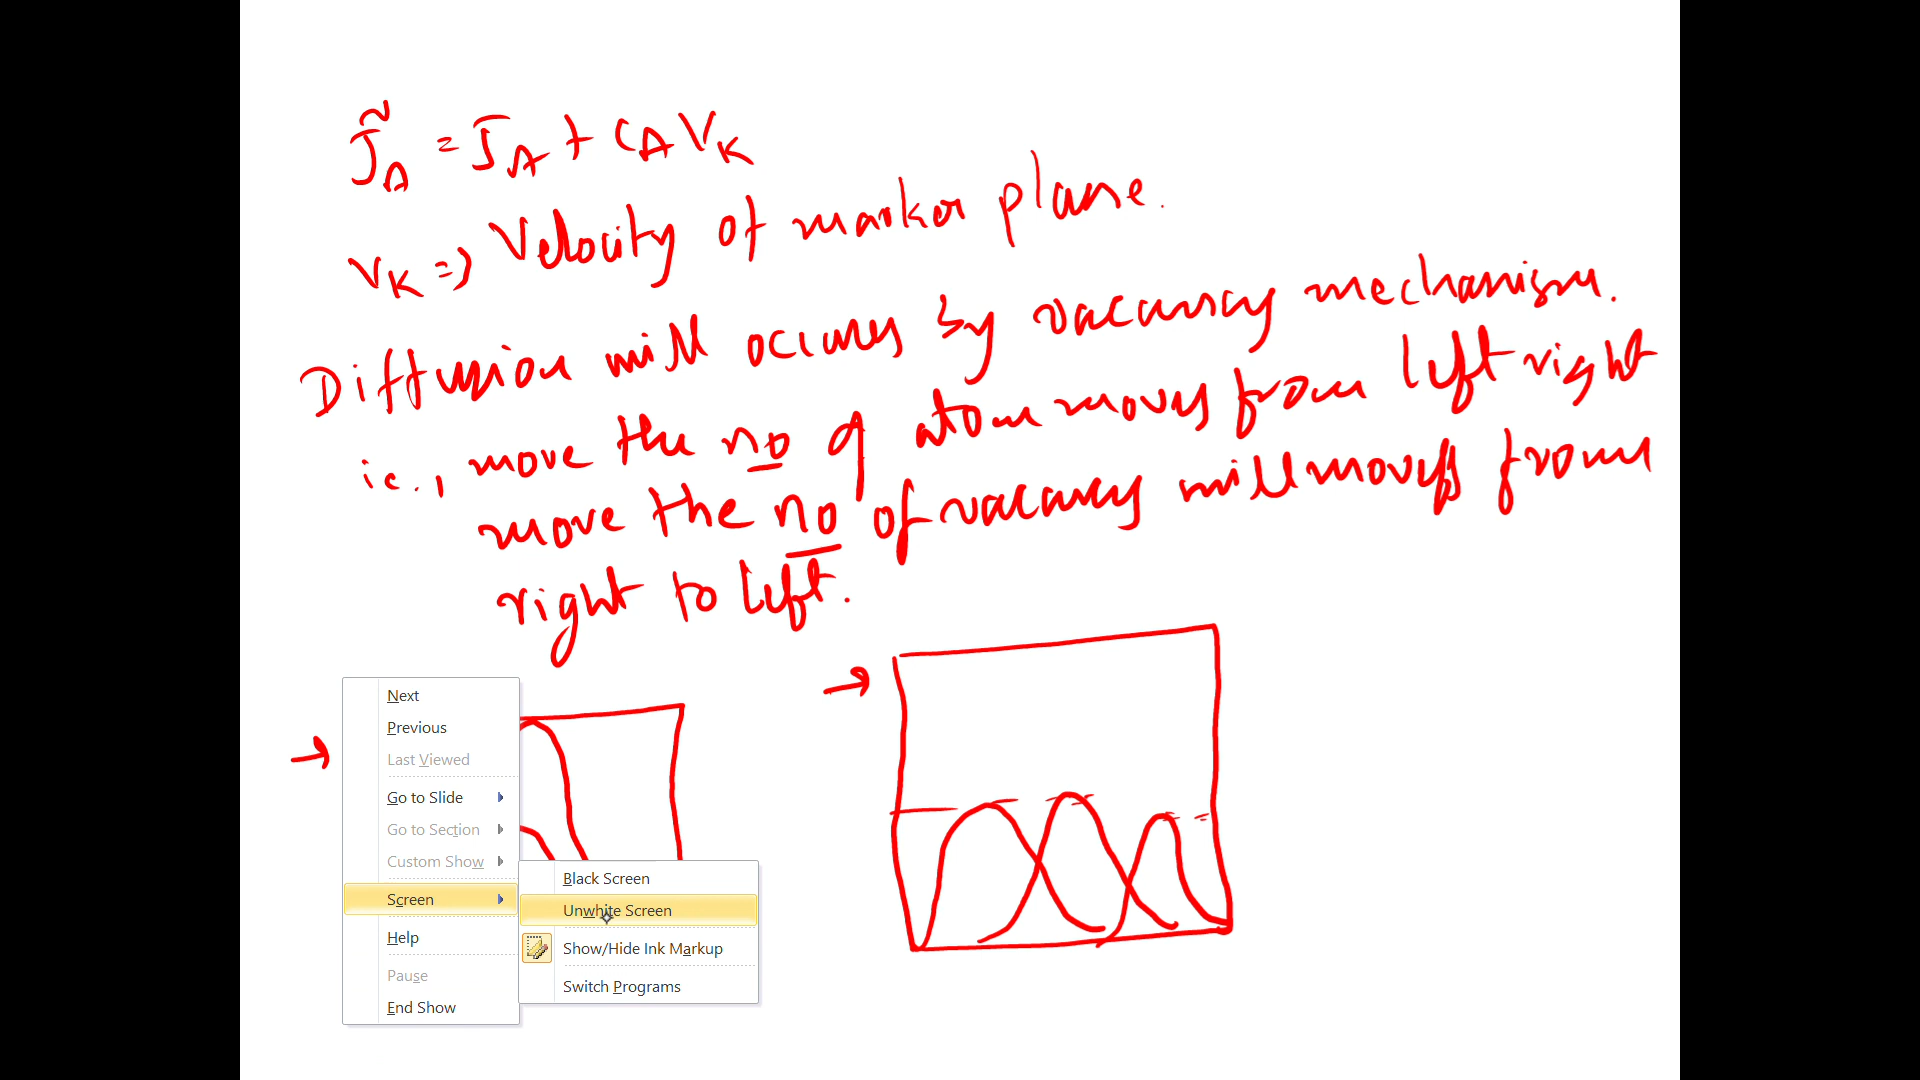 J̃A = JA + CA VK
VK => Velocity of marker plane.
Diffusion will occurs by vacancy mechanism.
ie., move the no of atom moves from left right
move the no of vacancy will moves from
right to left.
Next
Previous
Last Viewed
Go to Slide
Go to Section
Custom Show
Screen
Help
Pause
End Show
Black Screen
Unwhite Screen
Show/Hide Ink Markup
Switch Programs